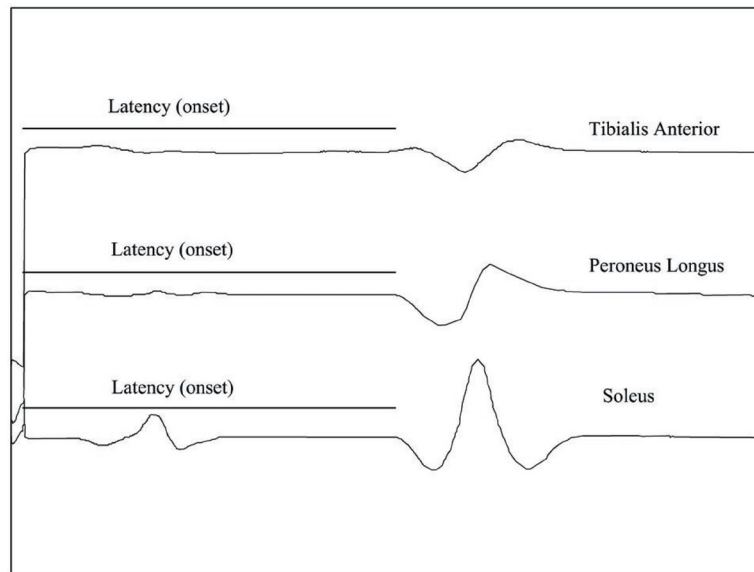 Latency (onset)
Tibialis Anterior
Latency (onset)
Peroneus Longus
Latency (onset)
Soleus